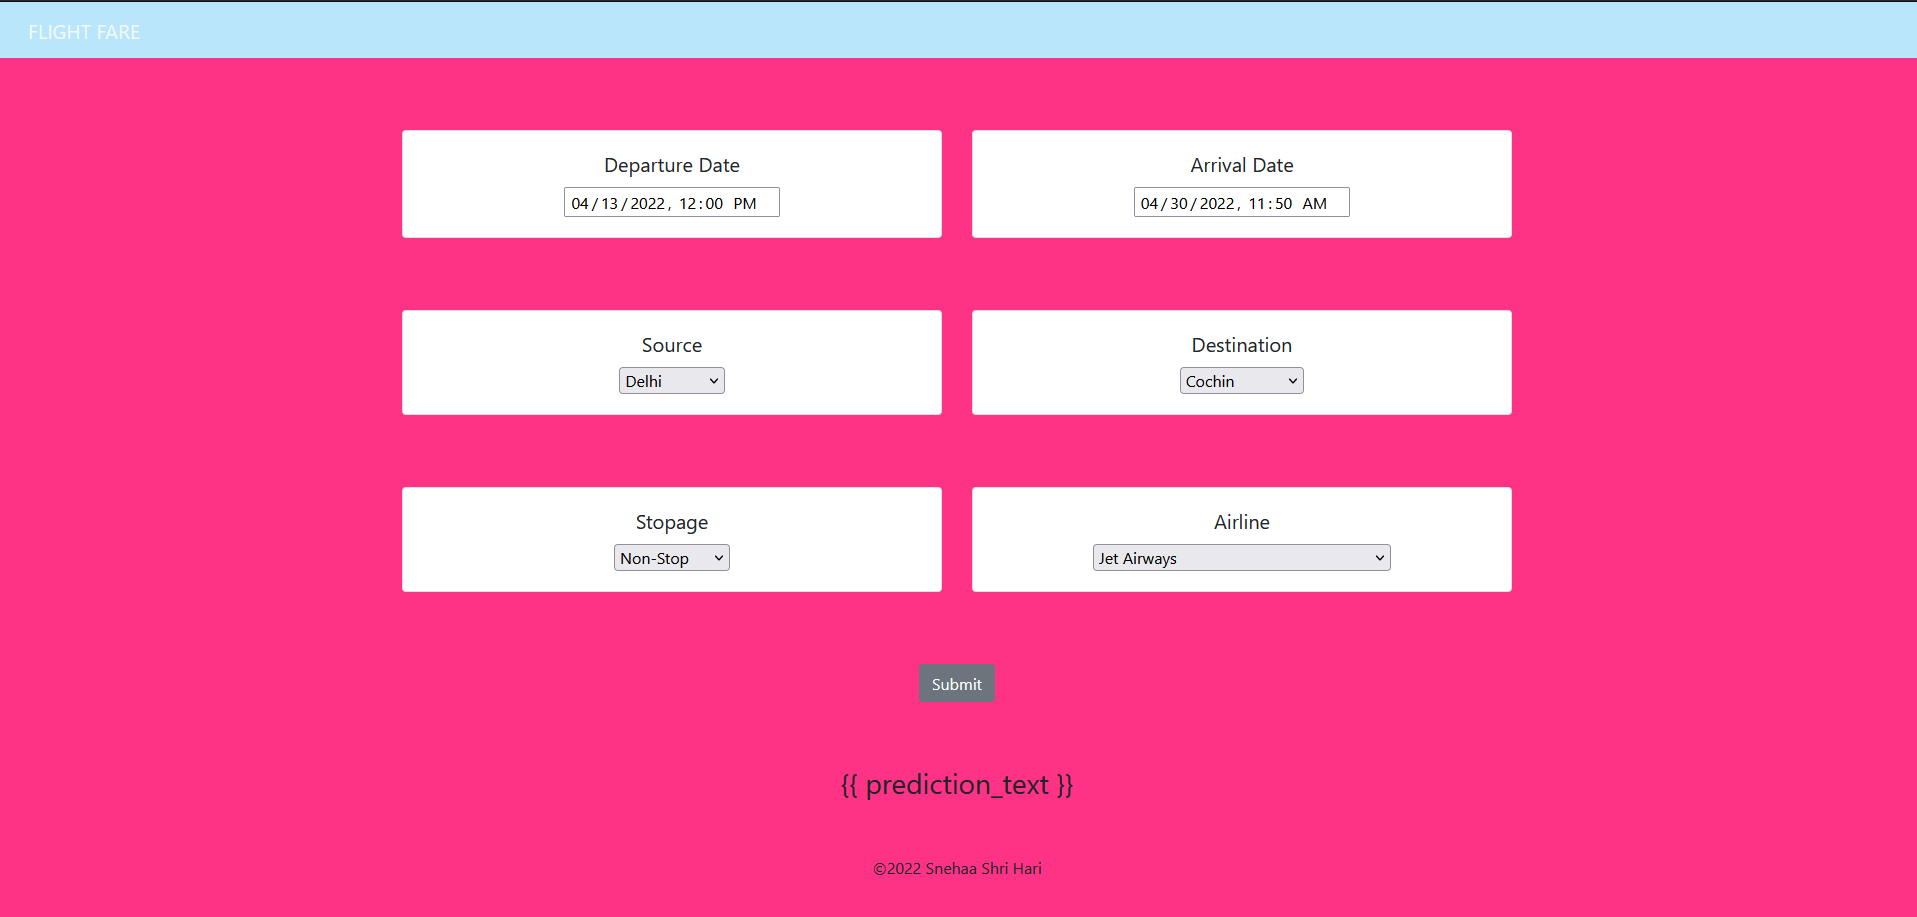 FLIGHT FARE
Departure Date
04/13/2022, 12:00 PM
Arrival Date
04/30/2022, 11:50 AM
Source
Delhi
Destination
Cochin
Stopage
Non-Stop
Airline
Jet Airways
Submit
{{ prediction_text }}
©2022 Snehaa Shri Hari